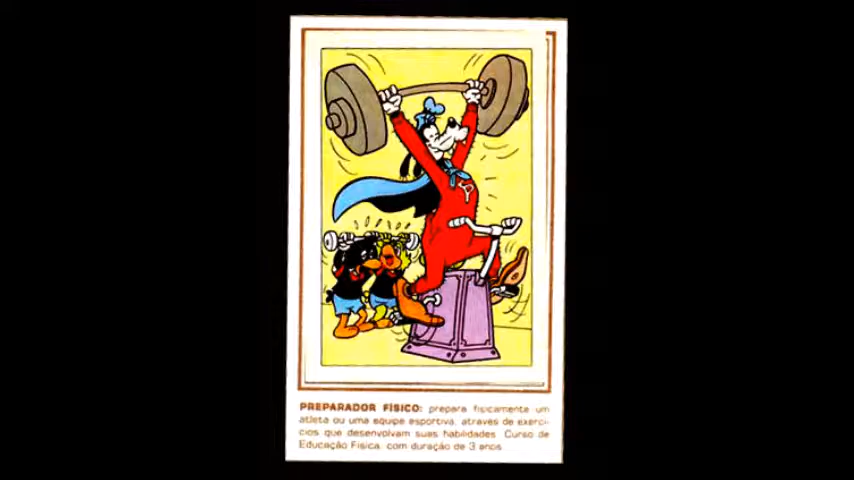 PREPARADOR FÍSICO: prepara fisicamente um
atleta ou uma equipe esportiva, através de exercí-
cios que desenvolvam suas habilidades. Curso de
Educação Física, com duração de 3 anos.